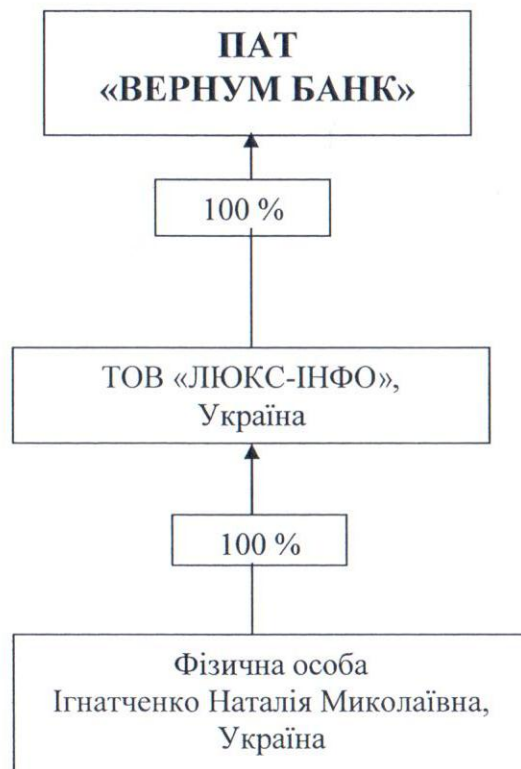 ПАТ
«ВЕРНУМ БАНК»
100 %
ТОВ «ЛЮКС-ІНФО»,
Україна
100 %
Фізична особа
Ігнатченко Наталія Миколаївна,
Україна